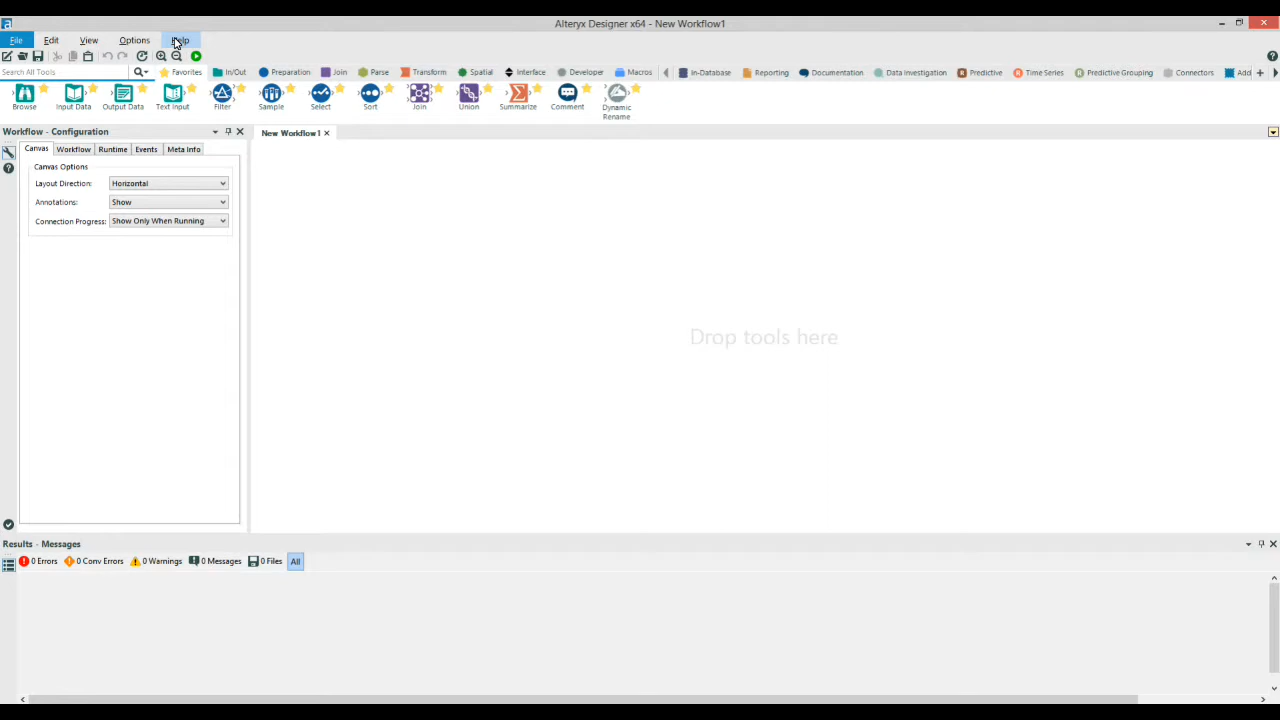 Alteryx Designer x64 - New Workflow1
File Edit View Options Help
Search All Tools Favorites In/Out Preparation Join Parse Transform Spatial Interface Developer Macros In-Database Reporting Documentation Data Investigation Predictive Time Series Predictive Grouping Connectors Add
Browse Input Data Output Data Text Input Filter Sample Select Sort Join Union Summarize Comment Dynamic Rename
Workflow - Configuration
New Workflow1
Canvas Workflow Runtime Events Meta Info
Canvas Options
Layout Direction: Horizontal
Annotations: Show
Connection Progress: Show Only When Running
Drop tools here
Results - Messages
0 Errors 0 Conv Errors 0 Warnings 0 Messages 0 Files All